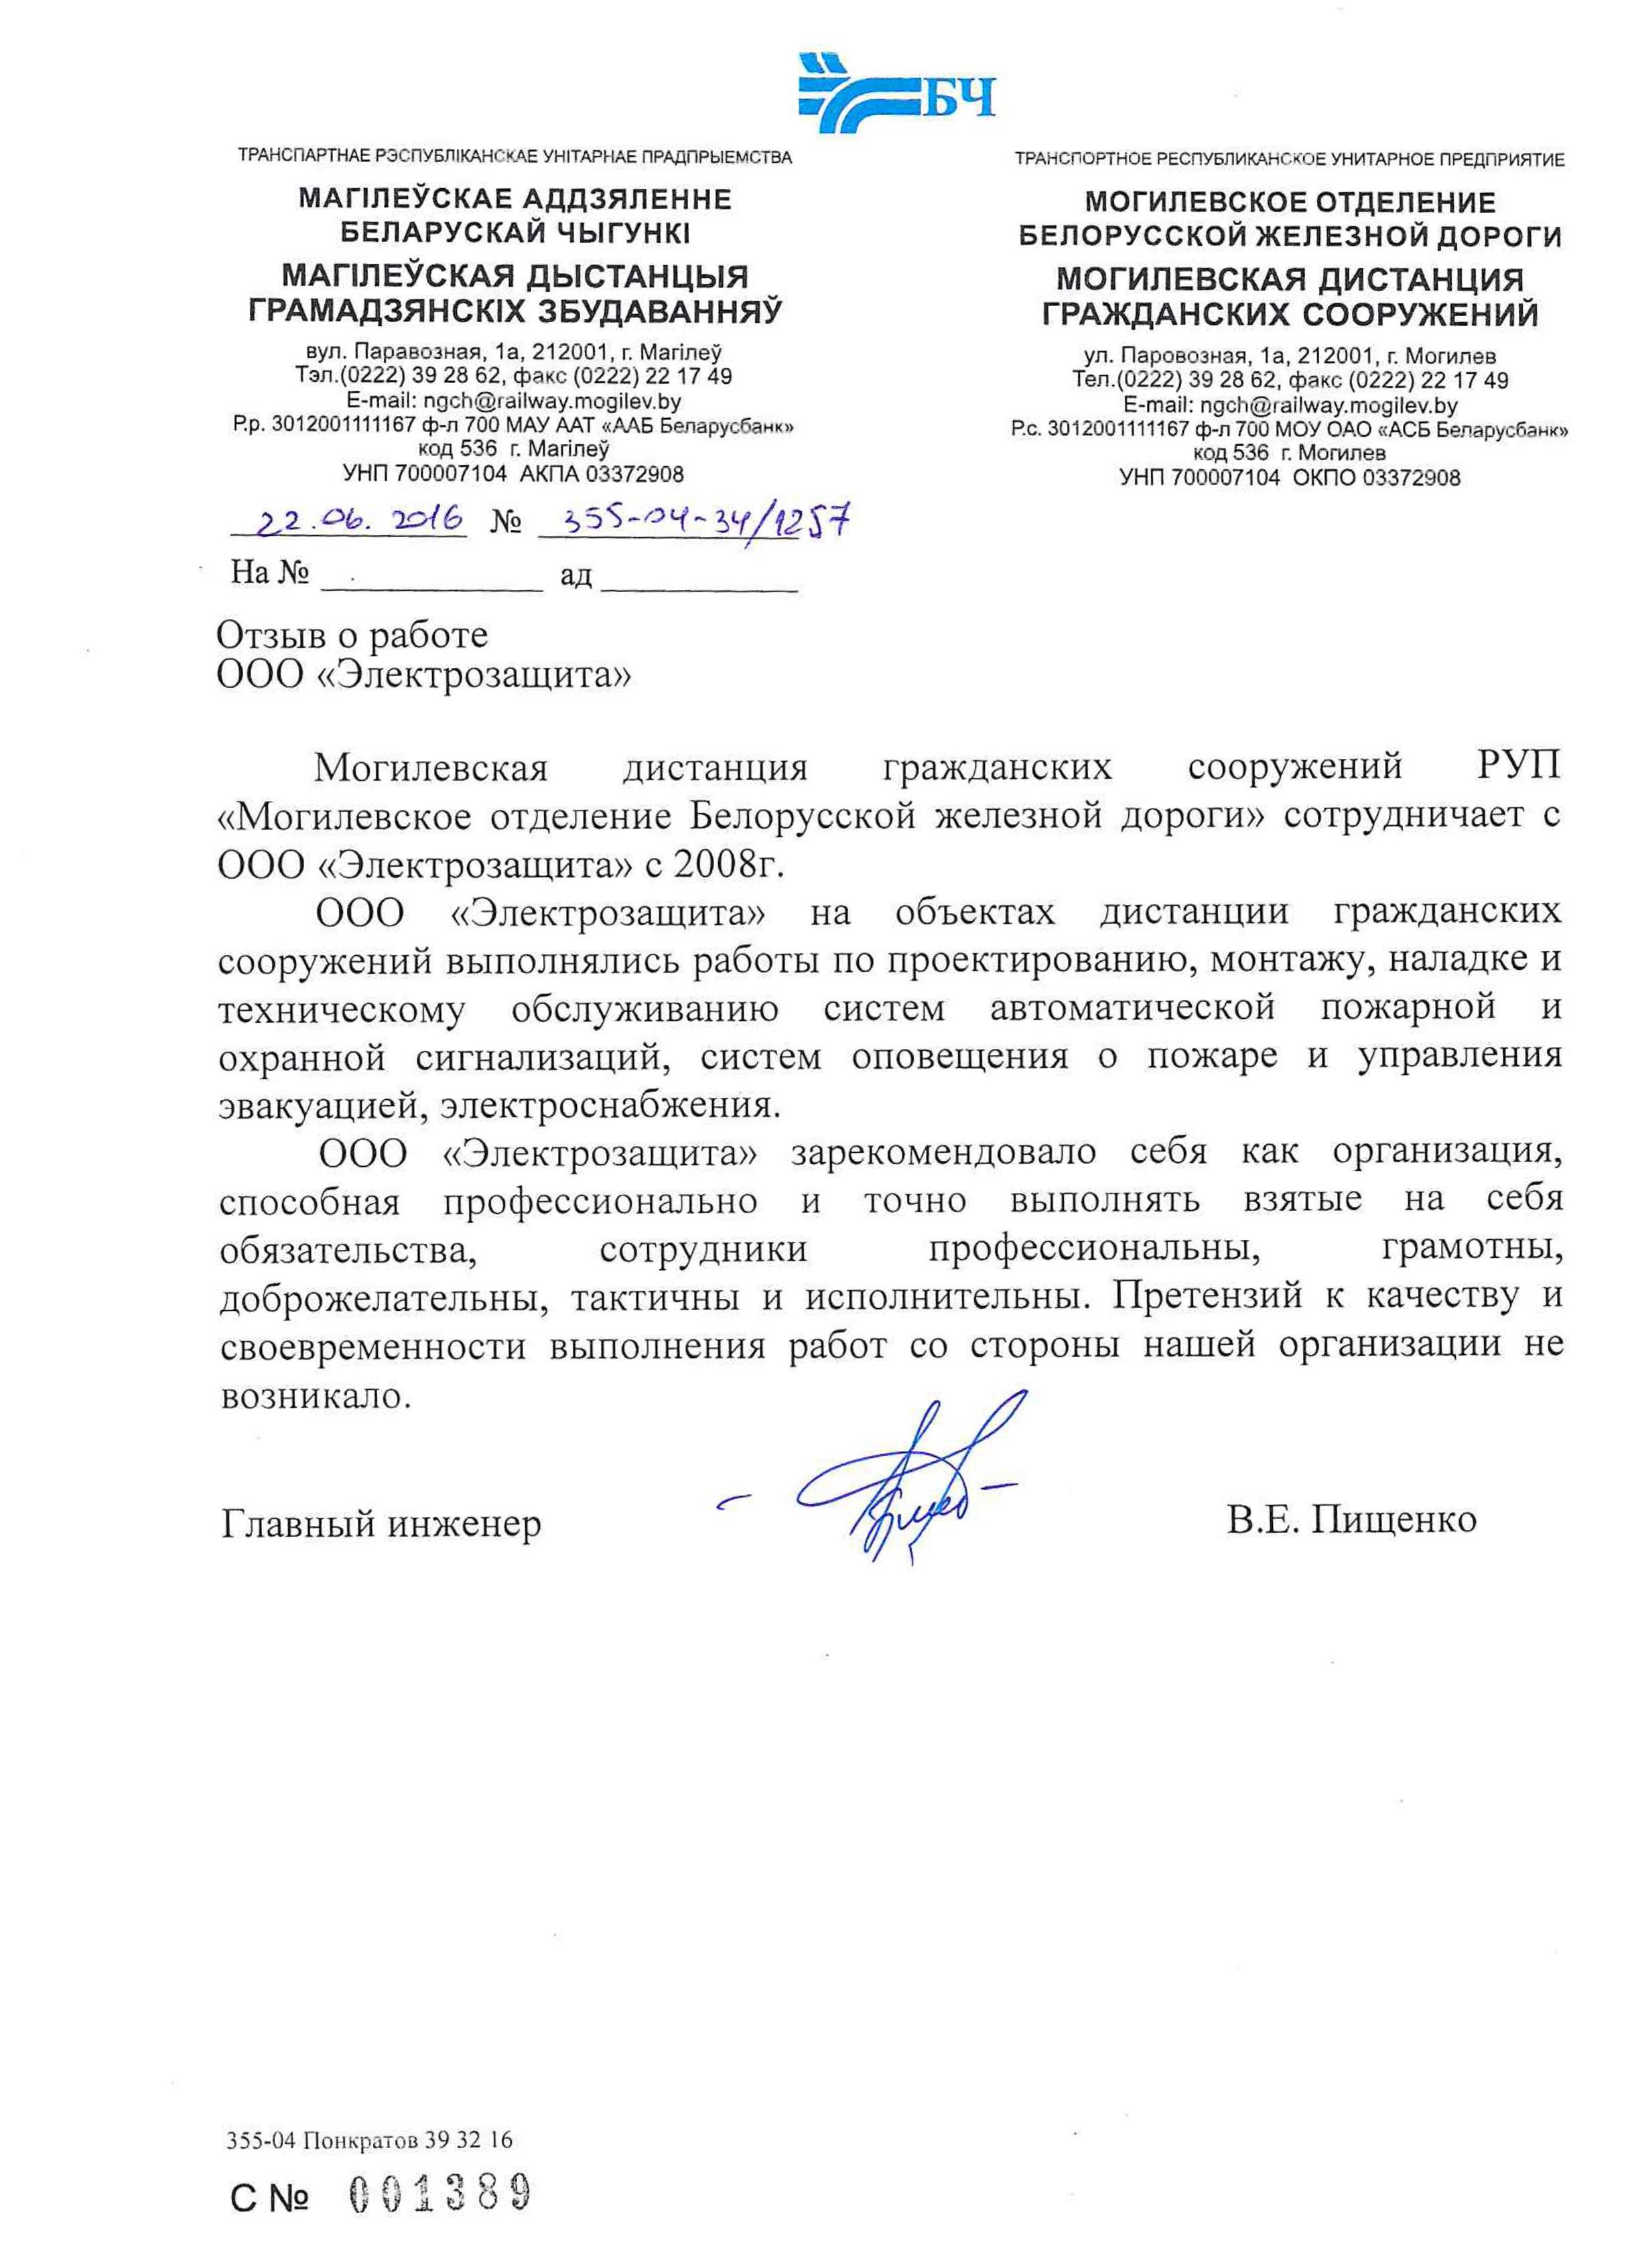 БЧ
ТРАНСПАРТНАЕ РЭСПУБЛІКАНСКАЕ УНІТАРНАЕ ПРАДПРЫЕМСТВА
МАГІЛЕЎСКАЕ АДДЗЯЛЕННЕ
БЕЛАРУСКАЙ ЧЫГУНКІ
МАГІЛЕЎСКАЯ ДЫСТАНЦЫЯ
ГРАМАДЗЯНСКІХ ЗБУДАВАННЯЎ
вул. Паравозная, 1а, 212001, г. Магілеў
Тэл.(0222) 39 28 62, факс (0222) 22 17 49
E-mail: ngch@railway.mogilev.by
Р.р. 3012001111167 ф-л 700 МАУ ААТ «ААБ Беларусбанк»
код 536 г. Магілеў
УНП 700007104 АКПА 03372908
ТРАНСПОРТНОЕ РЕСПУБЛИКАНСКОЕ УНИТАРНОЕ ПРЕДПРИЯТИЕ
МОГИЛЕВСКОЕ ОТДЕЛЕНИЕ
БЕЛОРУССКОЙ ЖЕЛЕЗНОЙ ДОРОГИ
МОГИЛЕВСКАЯ ДИСТАНЦИЯ
ГРАЖДАНСКИХ СООРУЖЕНИЙ
ул. Паровозная, 1а, 212001, г. Могилев
Тел.(0222) 39 28 62, факс (0222) 22 17 49
E-mail: ngch@railway.mogilev.by
Р.с. 3012001111167 ф-л 700 МОУ ОАО «АСБ Беларусбанк»
код 536 г. Могилев
УНП 700007104 ОКПО 03372908
22.06.2016 № 355-04-34/1257
На № ад
Отзыв о работе
ООО «Электрозащита»
Могилевская дистанция гражданских сооружений РУП
«Могилевское отделение Белорусской железной дороги» сотрудничает с
ООО «Электрозащита» с 2008г.
ООО «Электрозащита» на объектах дистанции гражданских
сооружений выполнялись работы по проектированию, монтажу, наладке и
техническому обслуживанию систем автоматической пожарной и
охранной сигнализаций, систем оповещения о пожаре и управления
эвакуацией, электроснабжения.
ООО «Электрозащита» зарекомендовало себя как организация,
способная профессионально и точно выполнять взятые на себя
обязательства, сотрудники профессиональны, грамотны,
доброжелательны, тактичны и исполнительны. Претензий к качеству и
своевременности выполнения работ со стороны нашей организации не
возникало.
Главный инженер В.Е. Пищенко
355-04 Понкратов 39 32 16
С № 001389